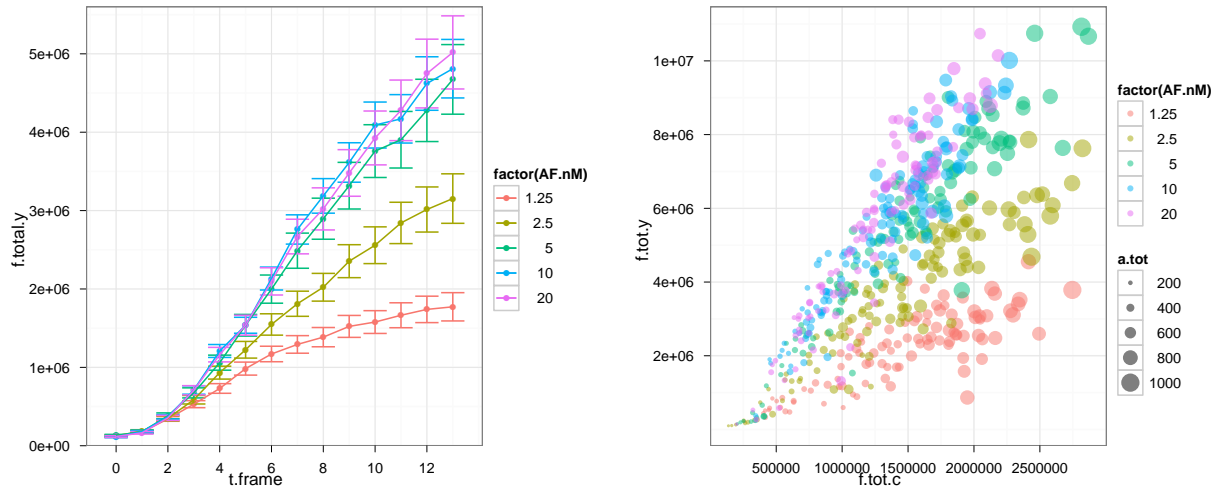 f.total.y
5e+06
4e+06
3e+06
2e+06
1e+06
0e+00
0 2 4 6 8 10 12
t.frame
factor(AF.nM)
1.25
2.5
5
10
20
f.tot.y
1e+07
8e+06
6e+06
4e+06
2e+06
500000 1000000 1500000 2000000 2500000
f.tot.c
factor(AF.nM)
1.25
2.5
5
10
20
a.tot
200
400
600
800
1000